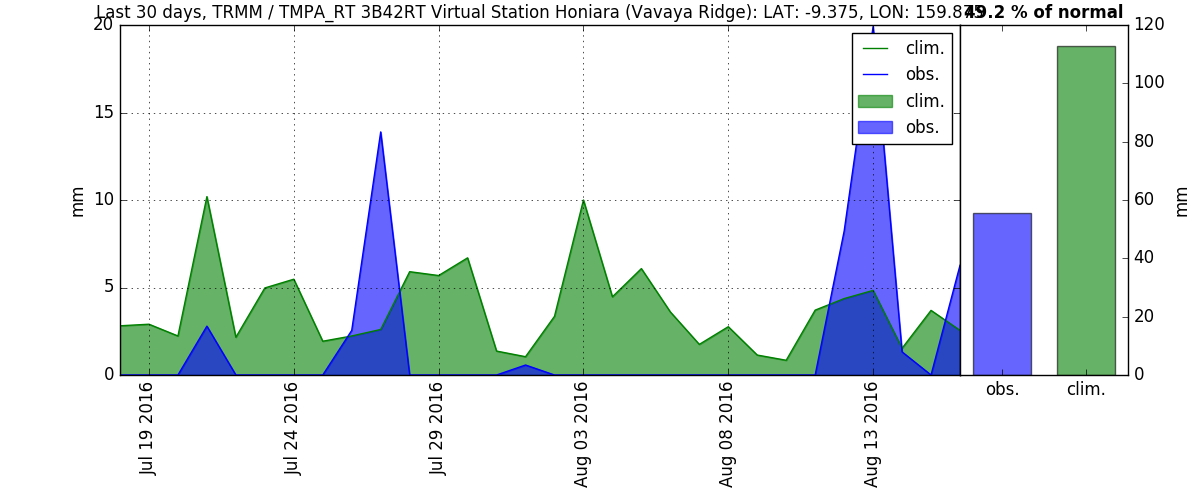 Last 30 days, TRMM / TMPA_RT 3B42RT Virtual Station Honiara (Vavaya Ridge): LAT: -9.375, LON: 159.875
49.2 % of normal
20
15
10
5
0
mm
clim.
obs.
clim.
obs.
120
100
80
60
40
20
0
mm
Jul 19 2016
Jul 24 2016
Jul 29 2016
Aug 03 2016
Aug 08 2016
Aug 13 2016
obs.
clim.